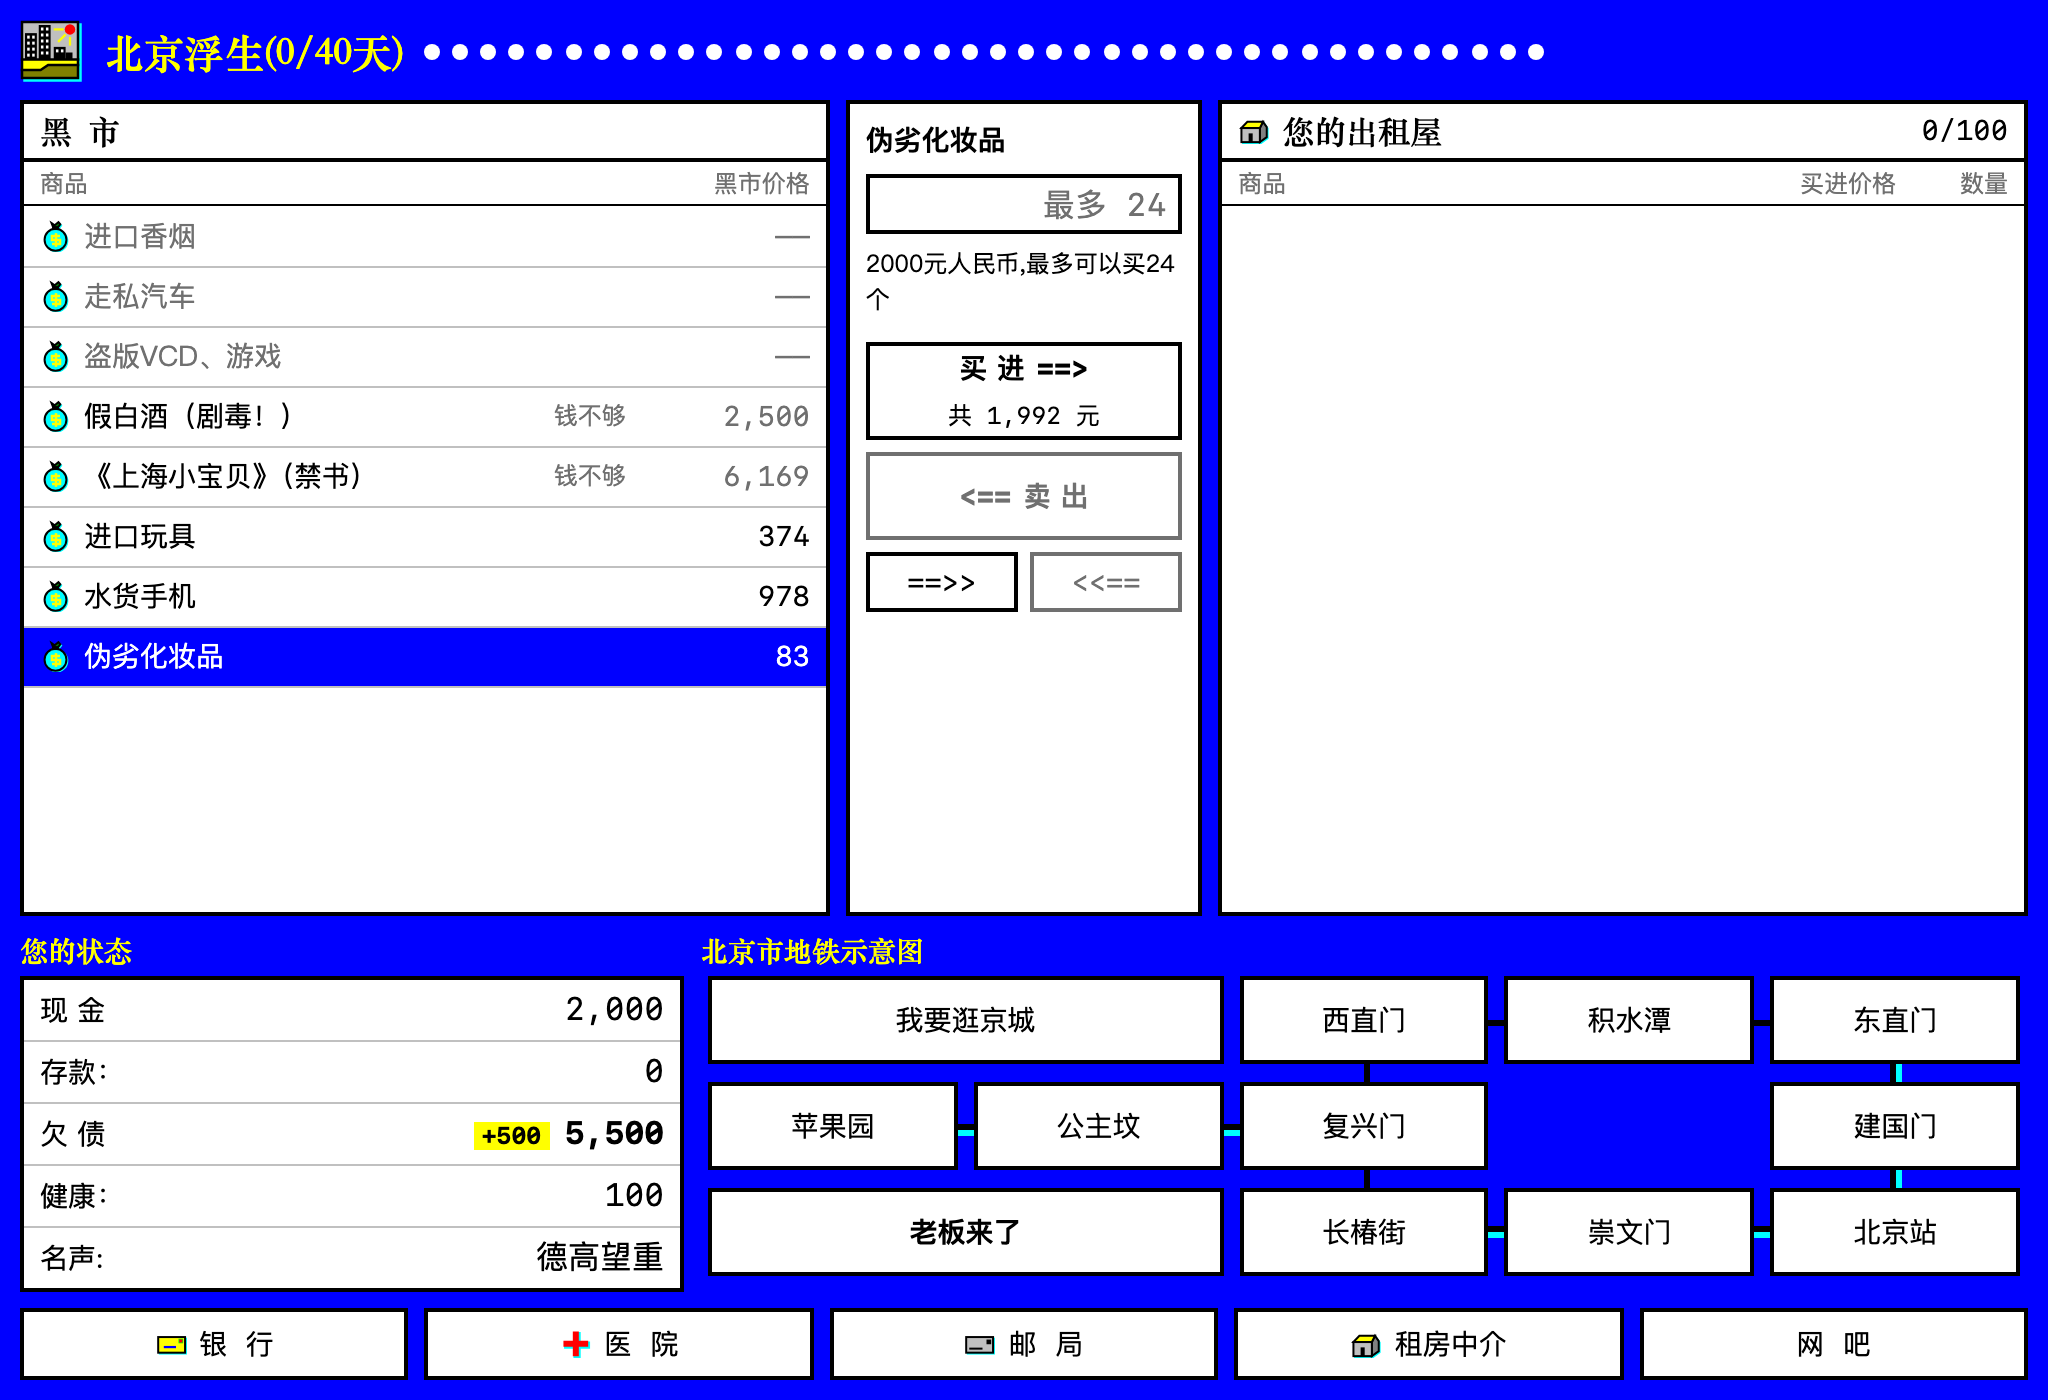 北京浮生(0/40天)
黑 市
商品 黑市价格
进口香烟 —
走私汽车 —
盗版VCD、游戏 —
假白酒（剧毒！） 钱不够 2,500
《上海小宝贝》（禁书） 钱不够 6,169
进口玩具 374
水货手机 978
伪劣化妆品 83
伪劣化妆品
最多 24
2000元人民币,最多可以买24
个
买 进 ==>
共 1,992 元
<== 卖 出
==>> <<==
您的出租屋 0/100
商品 买进价格 数量
您的状态
现 金 2,000
存款： 0
欠 债 +500 5,500
健康： 100
名声: 德高望重
北京市地铁示意图
我要逛京城 西直门 积水潭 东直门
苹果园 公主坟 复兴门 建国门
老板来了 长椿街 崇文门 北京站
银 行 医 院 邮 局 租房中介 网 吧